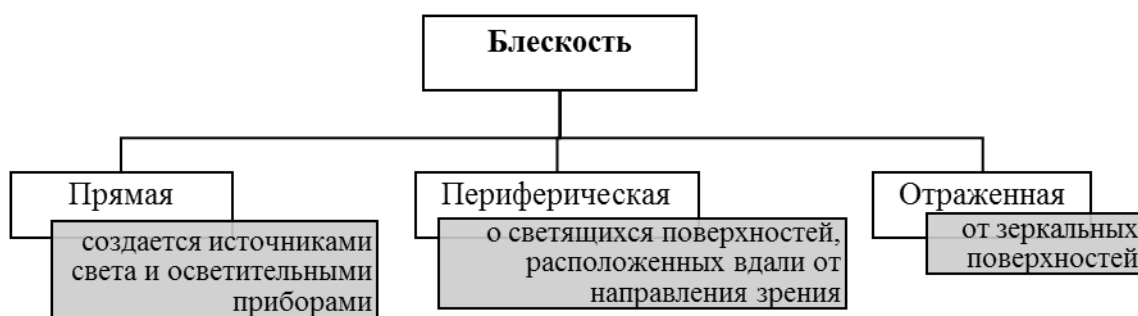 Блескость
Прямая
создается источниками
света и осветительными
приборами
Периферическая
о светящихся поверхностей,
расположенных вдали от
направления зрения
Отраженная
от зеркальных
поверхностей